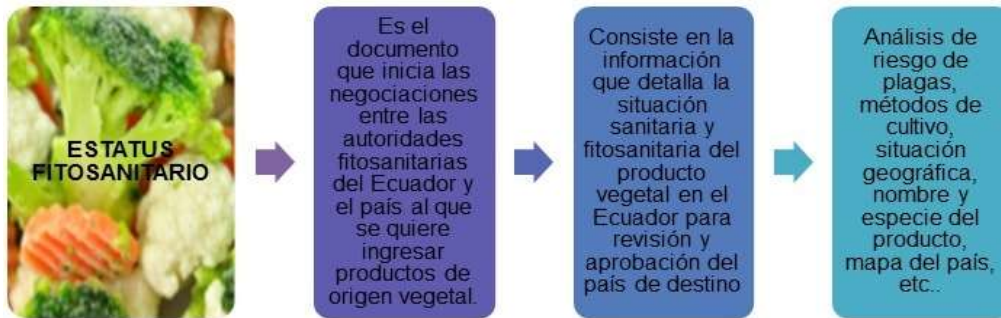 ESTATUS
FITOSANITARIO
Es el
documento
que inicia las
negociaciones
entre las
autoridades
fitosanitarias
del Ecuador y
el país al que
se quiere
ingresar
productos de
origen vegetal.
Consiste en la
información
que detalla la
situación
sanitaria y
fitosanitaria del
producto
vegetal en el
Ecuador para
revisión y
aprobación del
país de destino
Análisis de
riesgo de
plagas,
métodos de
cultivo,
situación
geográfica,
nombre y
especie del
producto,
mapa del país,
etc..